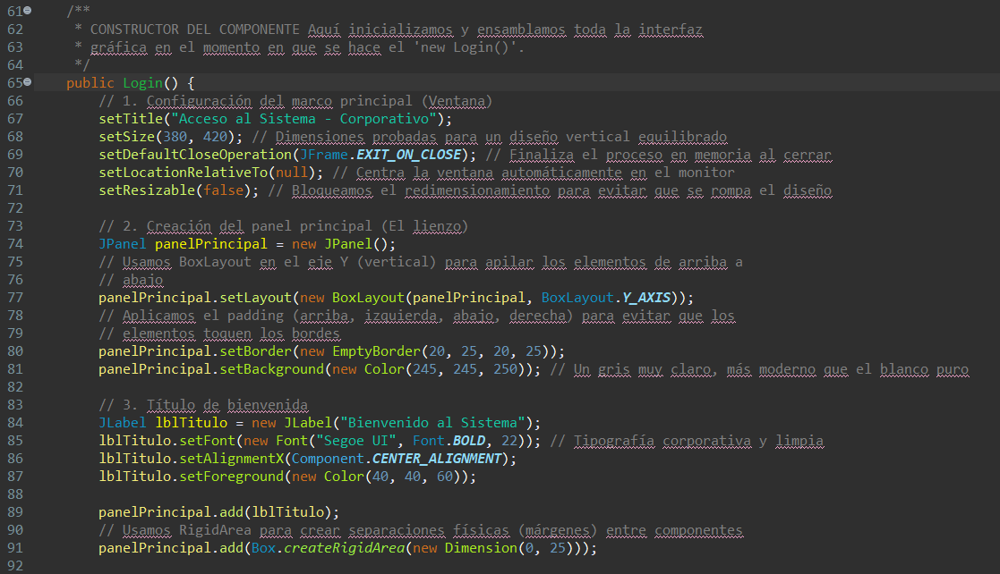 61 /**
62 * CONSTRUCTOR DEL COMPONENTE Aquí inicializamos y ensamblamos toda la interfaz
63 * gráfica en el momento en que se hace el 'new Login()'.
64 */
65 public Login() {
66 // 1. Configuración del marco principal (Ventana)
67 setTitle("Acceso al Sistema - Corporativo");
68 setSize(380, 420); // Dimensiones probadas para un diseño vertical equilibrado
69 setDefaultCloseOperation(JFrame.EXIT_ON_CLOSE); // Finaliza el proceso en memoria al cerrar
70 setLocationRelativeTo(null); // Centra la ventana automáticamente en el monitor
71 setResizable(false); // Bloqueamos el redimensionamiento para evitar que se rompa el diseño
72
73 // 2. Creación del panel principal (El lienzo)
74 JPanel panelPrincipal = new JPanel();
75 // Usamos BoxLayout en el eje Y (vertical) para apilar los elementos de arriba a
76 // abajo
77 panelPrincipal.setLayout(new BoxLayout(panelPrincipal, BoxLayout.Y_AXIS));
78 // Aplicamos el padding (arriba, izquierda, abajo, derecha) para evitar que los
79 // elementos toquen los bordes
80 panelPrincipal.setBorder(new EmptyBorder(20, 25, 20, 25));
81 panelPrincipal.setBackground(new Color(245, 245, 250)); // Un gris muy claro, más moderno que el blanco puro
82
83 // 3. Título de bienvenida
84 JLabel lblTitulo = new JLabel("Bienvenido al Sistema");
85 lblTitulo.setFont(new Font("Segoe UI", Font.BOLD, 22)); // Tipografía corporativa y limpia
86 lblTitulo.setAlignmentX(Component.CENTER_ALIGNMENT);
87 lblTitulo.setForeground(new Color(40, 40, 60));
88
89 panelPrincipal.add(lblTitulo);
90 // Usamos RigidArea para crear separaciones físicas (márgenes) entre componentes
91 panelPrincipal.add(Box.createRigidArea(new Dimension(0, 25)));
92